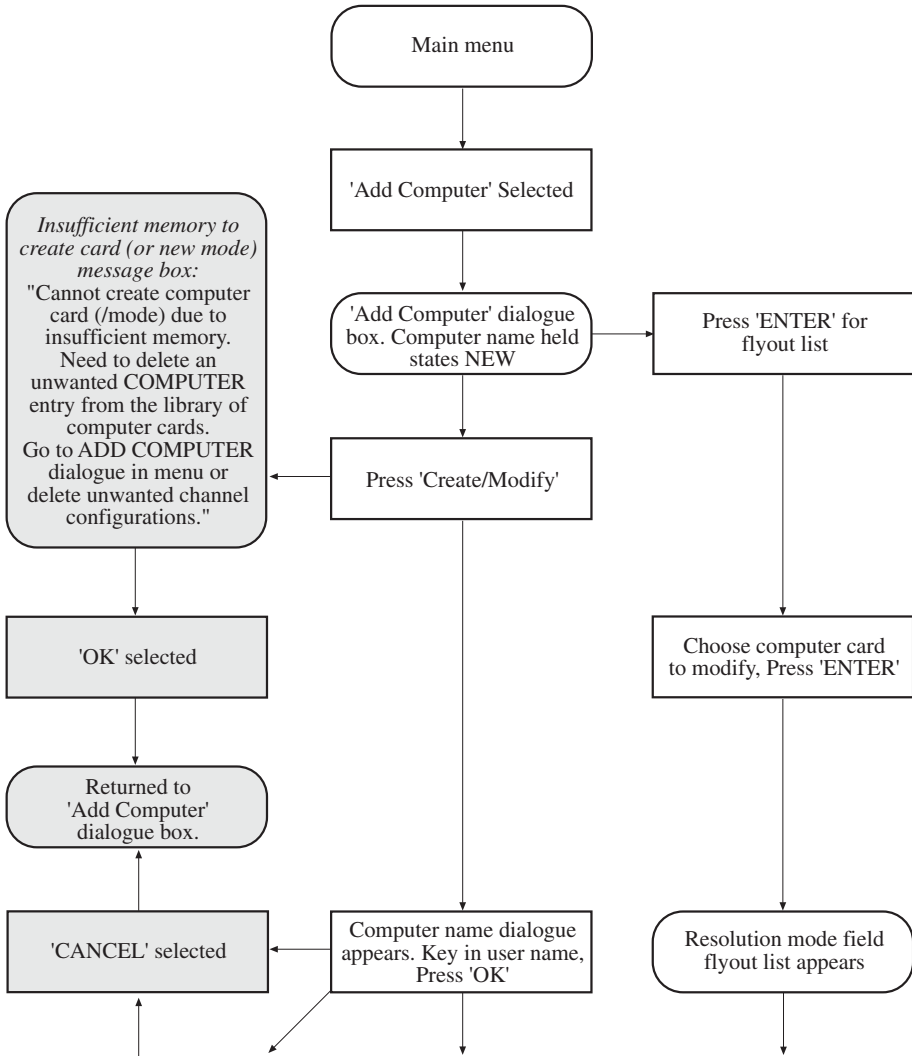 Main menu
'Add Computer' Selected
Insufficient memory to
create card (or new mode)
message box:
"Cannot create computer
card (/mode) due to
insufficient memory.
Need to delete an
unwanted COMPUTER
entry from the library of
computer cards.
Go to ADD COMPUTER
dialogue in menu or
delete unwanted channel
configurations."
'Add Computer' dialogue
box. Computer name held
states NEW
Press 'ENTER' for
flyout list
Press 'Create/Modify'
'OK' selected
Choose computer card
to modify, Press 'ENTER'
Returned to
'Add Computer'
dialogue box.
'CANCEL' selected
Computer name dialogue
appears. Key in user name,
Press 'OK'
Resolution mode field
flyout list appears